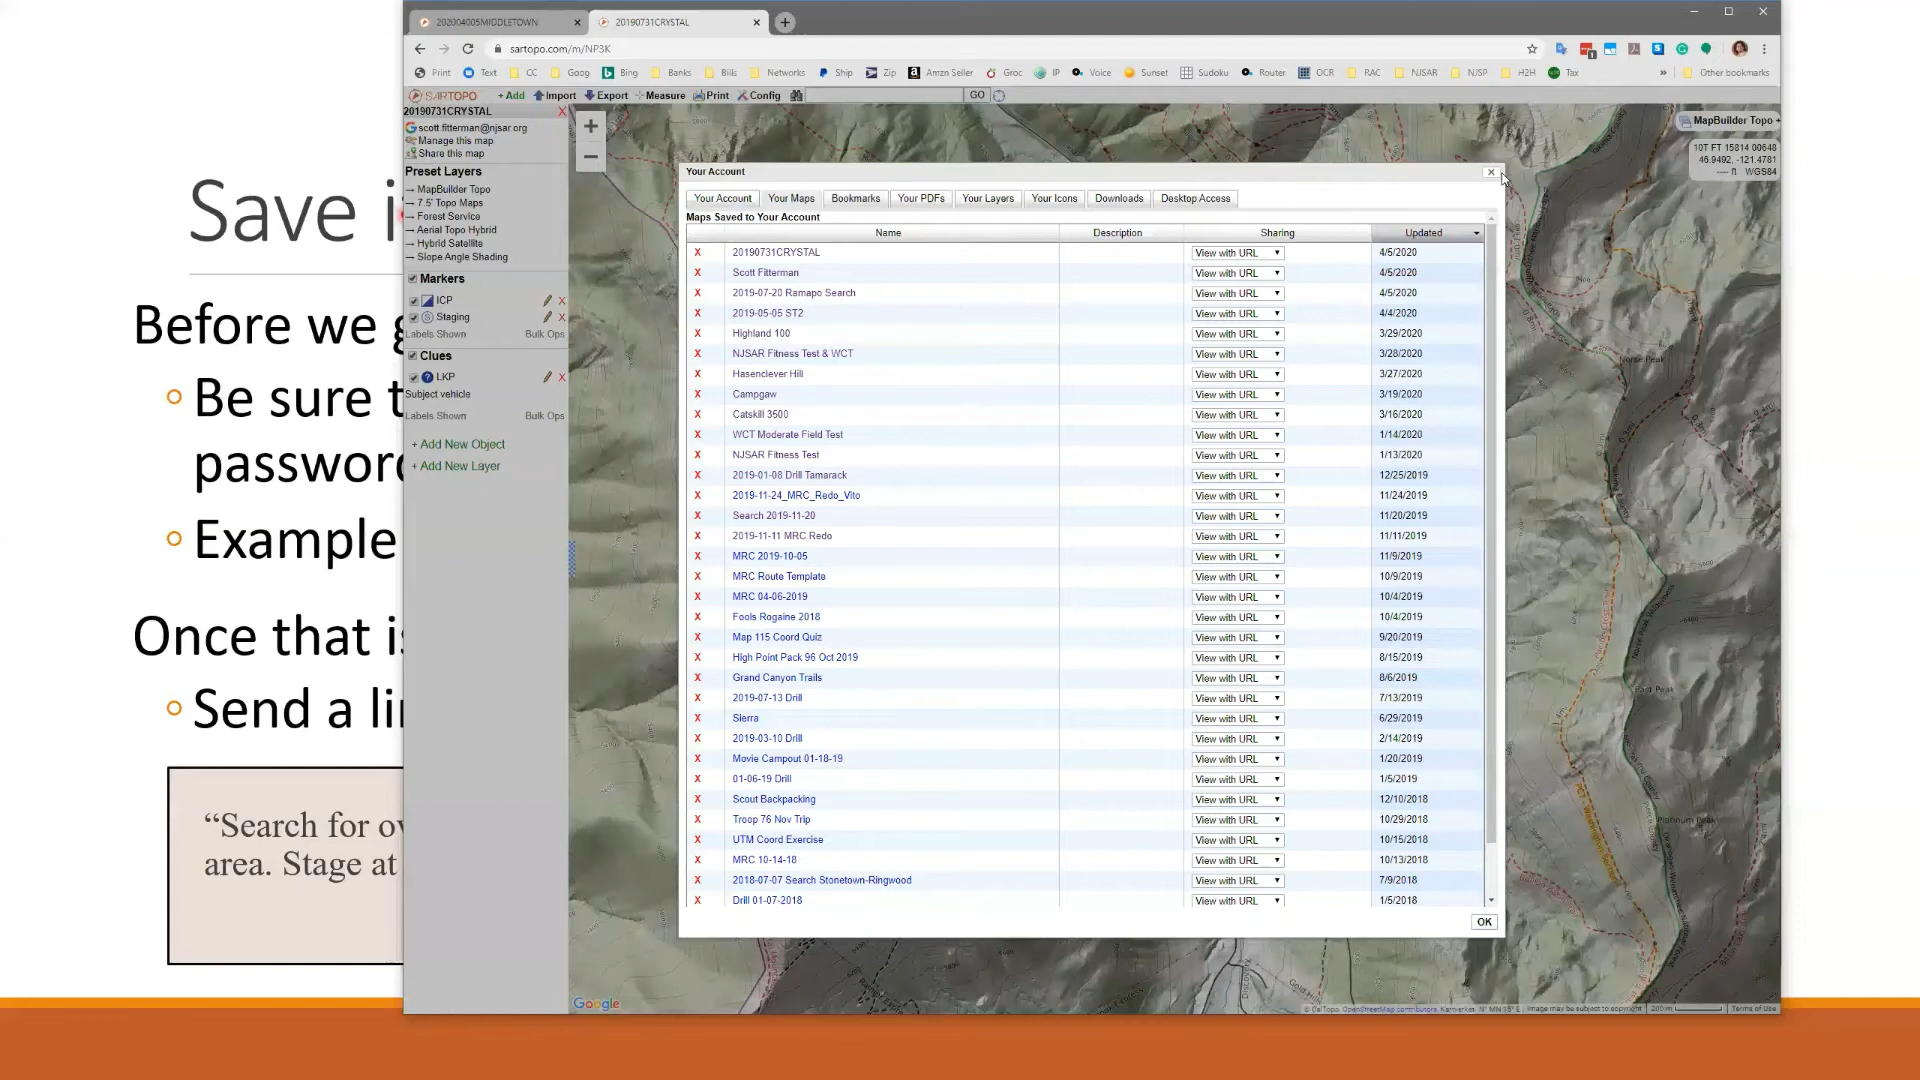 202004005MIDDLETOWN
20190731CRYSTAL
sartopo.com/m/NP3K
Print Text CC Goog Bing Banks Bills Networks Ship Zip Amzn Seller Groc IP Voice Sunset Sudoku Router OCR RAC NJSAR NJSP H2H Tax » Other bookmarks
SARTOPO + Add Import Export Measure Print Config GO
20190731CRYSTAL X
scott.fitterman@njsar.org
Manage this map
Share this map
Preset Layers
MapBuilder Topo
7.5' Topo Maps
Forest Service
Aerial Topo Hybrid
Hybrid Satellite
Slope Angle Shading
Markers
ICP X
Staging X
Labels Shown Bulk Ops
Clues
LKP X
Subject vehicle
Labels Shown Bulk Ops
+ Add New Object
+ Add New Layer
Save i
Before we g
Be sure t
password
Example
Once that is
Send a li
“Search for ov
area. Stage at
MapBuilder Topo +
10T FT 15814 00648
46.9492, -121.4781
---- ft WGS84
Your Account
Your Account Your Maps Bookmarks Your PDFs Your Layers Your Icons Downloads Desktop Access
Maps Saved to Your Account
Name Description Sharing Updated
X 20190731CRYSTAL View with URL 4/5/2020
X Scott Fitterman View with URL 4/5/2020
X 2019-07-20 Ramapo Search View with URL 4/5/2020
X 2019-05-05 ST2 View with URL 4/4/2020
X Highland 100 View with URL 3/29/2020
X NJSAR Fitness Test & WCT View with URL 3/28/2020
X Hasenclever Hill View with URL 3/27/2020
X Campgaw View with URL 3/19/2020
X Catskill 3500 View with URL 3/16/2020
X WCT Moderate Field Test View with URL 1/14/2020
X NJSAR Fitness Test View with URL 1/13/2020
X 2019-01-08 Drill Tamarack View with URL 12/25/2019
X 2019-11-24_MRC_Redo_Vito View with URL 11/24/2019
X Search 2019-11-20 View with URL 11/20/2019
X 2019-11-11 MRC Redo View with URL 11/11/2019
X MRC 2019-10-05 View with URL 11/9/2019
X MRC Route Template View with URL 10/9/2019
X MRC 04-06-2019 View with URL 10/4/2019
X Fools Rogaine 2018 View with URL 10/4/2019
X Map 115 Coord Quiz View with URL 9/20/2019
X High Point Pack 96 Oct 2019 View with URL 8/15/2019
X Grand Canyon Trails View with URL 8/6/2019
X 2019-07-13 Drill View with URL 7/13/2019
X Sierra View with URL 6/29/2019
X 2019-03-10 Drill View with URL 2/14/2019
X Movie Campout 01-18-19 View with URL 1/20/2019
X 01-06-19 Drill View with URL 1/5/2019
X Scout Backpacking View with URL 12/10/2018
X Troop 76 Nov Trip View with URL 10/29/2018
X UTM Coord Exercise View with URL 10/15/2018
X MRC 10-14-18 View with URL 10/13/2018
X 2018-07-07 Search Stonetown-Ringwood View with URL 7/9/2018
X Drill 01-07-2018 View with URL 1/5/2018
OK
Norse Peak
East Peak
Platinum Peak
Gold Hill
Google
Terms of Use